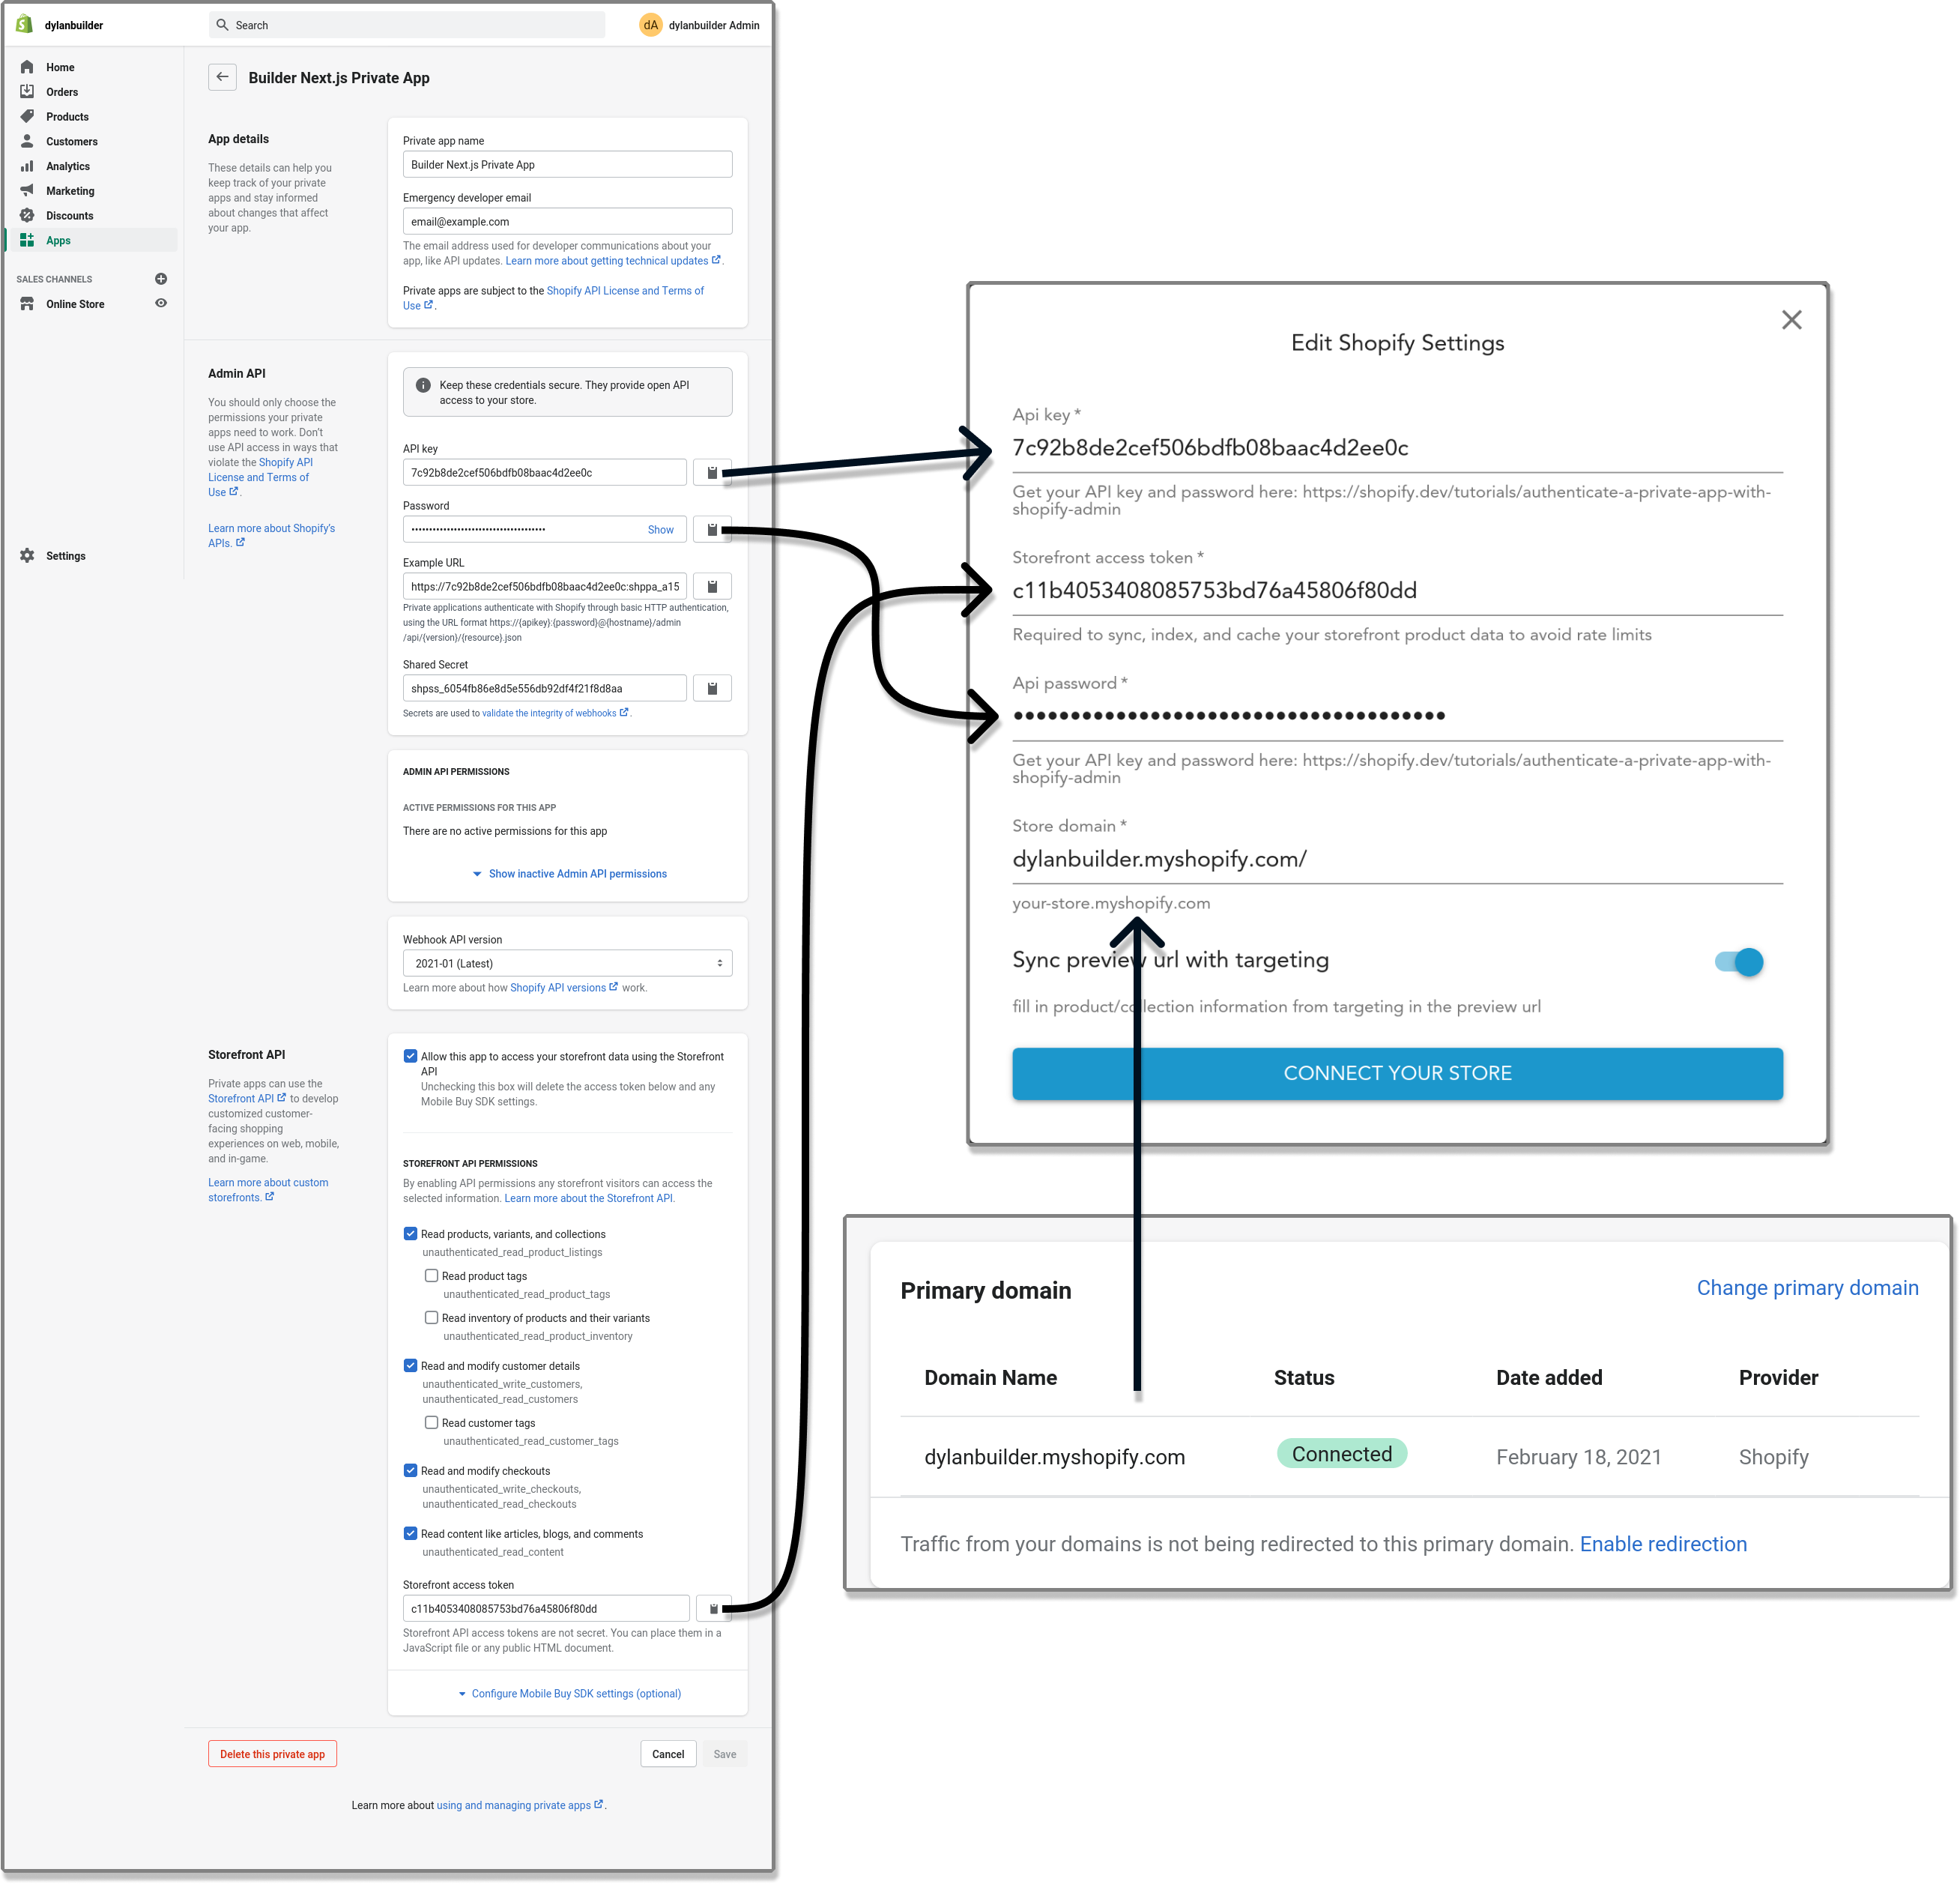 dylanbuilder
Search
dA
dylanbuilder Admin
Home
Orders
Products
Customers
Analytics
Marketing
Discounts
Apps
SALES CHANNELS
Online Store
Settings
Builder Next.js Private App
App details
These details can help you
keep track of your private
apps and stay informed
about changes that affect
your app.
Private app name
Builder Next.js Private App
Emergency developer email
email@example.com
The email address used for developer communications about your
app, like API updates. Learn more about getting technical updates .
Private apps are subject to the Shopify API License and Terms of
Use .
Admin API
You should only choose the
permissions your private
apps need to work. Don't
use API access in ways that
violate the Shopify API
License and Terms of
Use .
Learn more about Shopify's
APIs.
Keep these credentials secure. They provide open API
access to your store.
API key
7c92b8de2cef506bdfb08baac4d2ee0c
Password
Show
Example URL
https://7c92b8de2cef506bdfb08baac4d2ee0c:shppa_a15
Private applications authenticate with Shopify through basic HTTP authentication,
using the URL format https://{apikey}:{password}@{hostname}/admin
/api/{version}/{resource}.json
Shared Secret
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
Secrets are used to validate the integrity of webhooks .
ADMIN API PERMISSIONS
ACTIVE PERMISSIONS FOR THIS APP
There are no active permissions for this app
Show inactive Admin API permissions
Webhook API version
2021-01 (Latest)
Learn more about how Shopify API versions work.
Storefront API
Private apps can use the
Storefront API to develop
customized customer-
facing shopping
experiences on web, mobile,
and in-game.
Learn more about custom
storefronts.
Allow this app to access your storefront data using the Storefront
API
Unchecking this box will delete the access token below and any
Mobile Buy SDK settings.
STOREFRONT API PERMISSIONS
By enabling API permissions any storefront visitors can access the
selected information. Learn more about the Storefront API.
Read products, variants, and collections
unauthenticated_read_product_listings
Read product tags
unauthenticated_read_product_tags
Read inventory of products and their variants
unauthenticated_read_product_inventory
Read and modify customer details
unauthenticated_write_customers,
unauthenticated_read_customers
Read customer tags
unauthenticated_read_customer_tags
Read and modify checkouts
unauthenticated_write_checkouts,
unauthenticated_read_checkouts
Read content like articles, blogs, and comments
unauthenticated_read_content
Storefront access token
c11b4053408085753bd76a45806f80dd
Storefront API access tokens are not secret. You can place them in a
JavaScript file or any public HTML document.
Configure Mobile Buy SDK settings (optional)
Delete this private app
Cancel
Save
Learn more about using and managing private apps .
Edit Shopify Settings
Api key *
7c92b8de2cef506bdfb08baac4d2ee0c
Get your API key and password here: https://shopify.dev/tutorials/authenticate-a-private-app-with-
shopify-admin
Storefront access token *
c11b4053408085753bd76a45806f80dd
Required to sync, index, and cache your storefront product data to avoid rate limits
Api password *
Get your API key and password here: https://shopify.dev/tutorials/authenticate-a-private-app-with-
shopify-admin
Store domain *
dylanbuilder.myshopify.com/
your-store.myshopify.com
Sync preview url with targeting
fill in product/collection information from targeting in the preview url
CONNECT YOUR STORE
Primary domain
Change primary domain
Domain Name Status Date added Provider
dylanbuilder.myshopify.com Connected February 18, 2021 Shopify
Traffic from your domains is not being redirected to this primary domain. Enable redirection